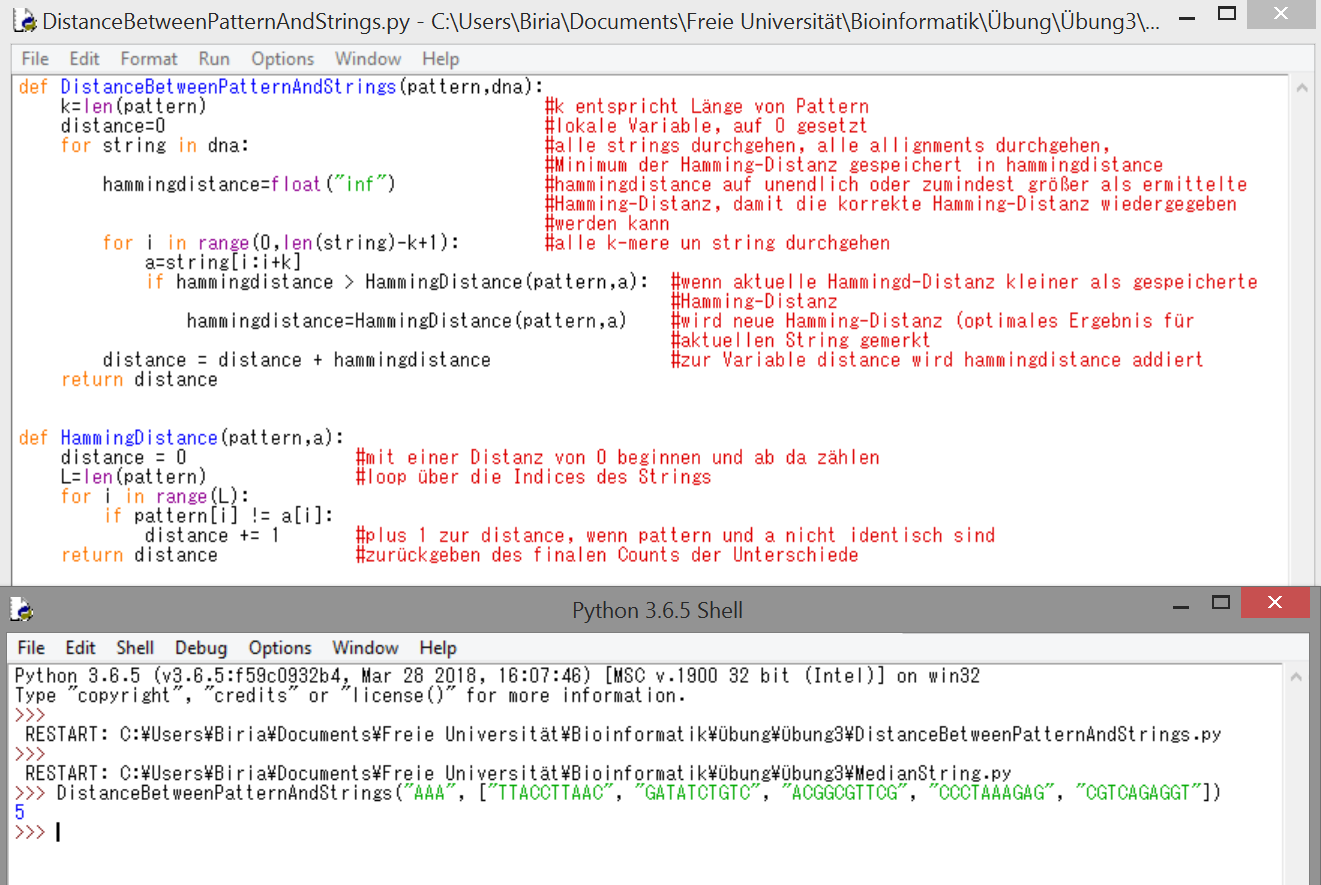 DistanceBetweenPatternAndStrings.py - C:\Users\Biria\Documents\Freie Universität\Bioinformatik\Übung\Übung3\...
File Edit Format Run Options Window Help
def DistanceBetweenPatternAndStrings(pattern,dna):
k=len(pattern) #k entspricht Länge von Pattern
distance=0 #lokale Variable, auf 0 gesetzt
for string in dna: #alle strings durchgehen, alle allignments durchgehen,
#Minimum der Hamming-Distanz gespeichert in hammingdistance
hammingdistance=float("inf") #hammingdistance auf unendlich oder zumindest größer als ermittelte
#Hamming-Distanz, damit die korrekte Hamming-Distanz wiedergegeben
#werden kann
for i in range(0,len(string)-k+1): #alle k-mere un string durchgehen
a=string[i:i+k]
if hammingdistance > HammingDistance(pattern,a): #wenn aktuelle Hammingd-Distanz kleiner als gespeicherte
#Hamming-Distanz
hammingdistance=HammingDistance(pattern,a) #wird neue Hamming-Distanz (optimales Ergebnis für
#aktuellen String gemerkt
distance = distance + hammingdistance #zur Variable distance wird hammingdistance addiert
return distance
def HammingDistance(pattern,a):
distance = 0 #mit einer Distanz von 0 beginnen und ab da zählen
L=len(pattern) #loop über die Indices des Strings
for i in range(L):
if pattern[i] != a[i]:
distance += 1 #plus 1 zur distance, wenn pattern und a nicht identisch sind
return distance #zurückgeben des finalen Counts der Unterschiede
Python 3.6.5 Shell
File Edit Shell Debug Options Window Help
Python 3.6.5 (v3.6.5:f59c0932b4, Mar 28 2018, 16:07:46) [MSC v.1900 32 bit (Intel)] on win32
Type "copyright", "credits" or "license()" for more information.
>>>
RESTART: C:¥Users¥Biria¥Documents¥Freie Universität¥Bioinformatik¥Übung¥Übung3¥DistanceBetweenPatternAndStrings.py
>>>
RESTART: C:¥Users¥Biria¥Documents¥Freie Universität¥Bioinformatik¥Übung¥Übung3¥MedianString.py
>>> DistanceBetweenPatternAndStrings("AAA", ["TTACCTTAAC", "GATATCTGTC", "ACGGCGTTCG", "CCCTAAAGAG", "CGTCAGAGGT"])
5
>>>